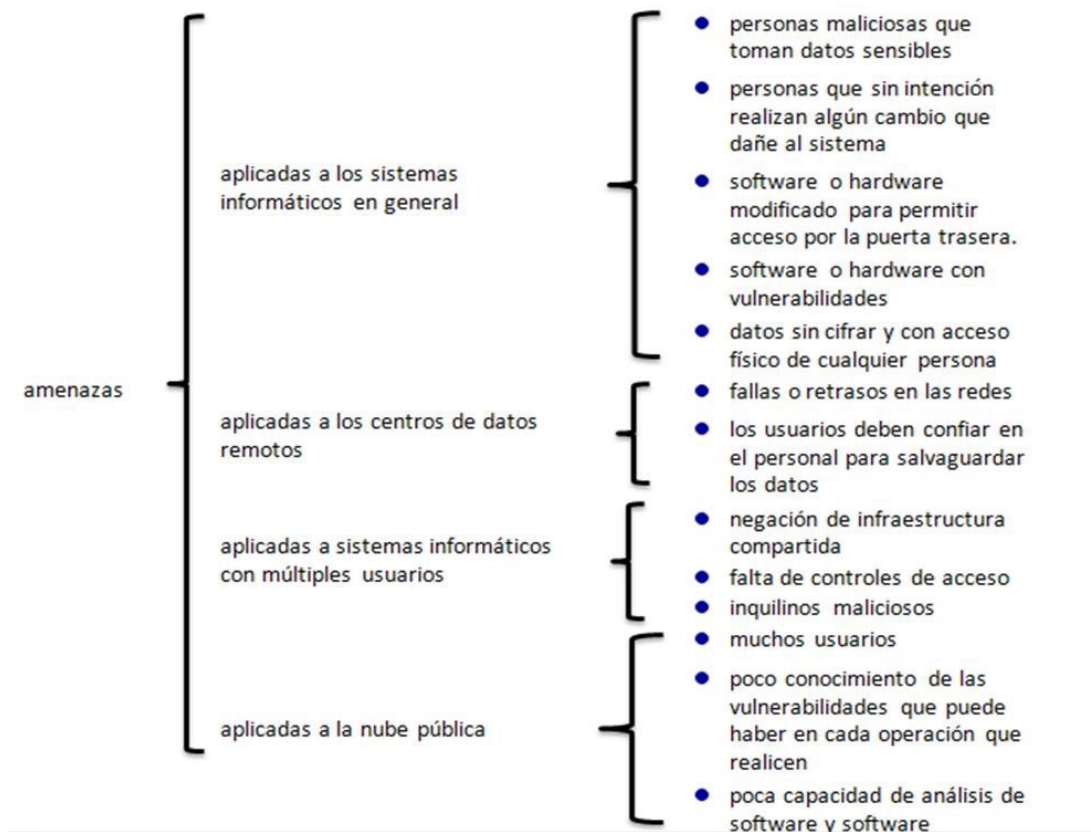 amenazas
aplicadas a los sistemas
informáticos en general
personas maliciosas que
toman datos sensibles
personas que sin intención
realizan algún cambio que
dañe al sistema
software o hardware
modificado para permitir
acceso por la puerta trasera.
software o hardware con
vulnerabilidades
datos sin cifrar y con acceso
físico de cualquier persona
aplicadas a los centros de datos
remotos
fallas o retrasos en las redes
los usuarios deben confiar en
el personal para salvaguardar
los datos
aplicadas a sistemas informáticos
con múltiples usuarios
negación de infraestructura
compartida
falta de controles de acceso
inquilinos maliciosos
aplicadas a la nube pública
muchos usuarios
poco conocimiento de las
vulnerabilidades que puede
haber en cada operación que
realicen
poca capacidad de análisis de
software y software